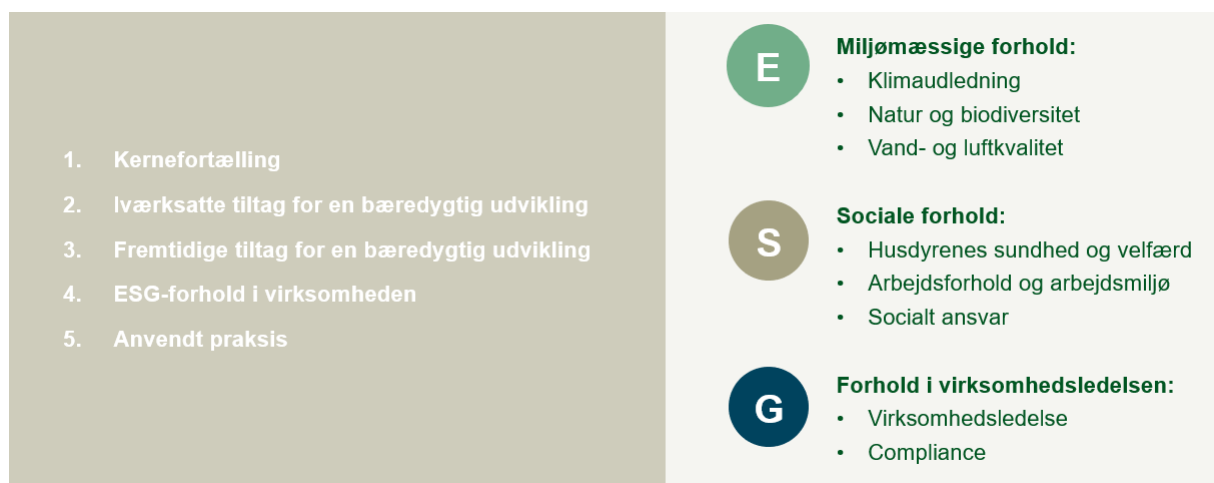 1. Kernefortælling
2. Iværksatte tiltag for en bæredygtig udvikling
3. Fremtidige tiltag for en bæredygtig udvikling
4. ESG-forhold i virksomheden
5. Anvendt praksis
E
Miljømæssige forhold:
• Klimaudledning
• Natur og biodiversitet
• Vand- og luftkvalitet
S
Sociale forhold:
• Husdyrenes sundhed og velfærd
• Arbejdsforhold og arbejdsmiljø
• Socialt ansvar
G
Forhold i virksomhedsledelsen:
• Virksomhedsledelse
• Compliance